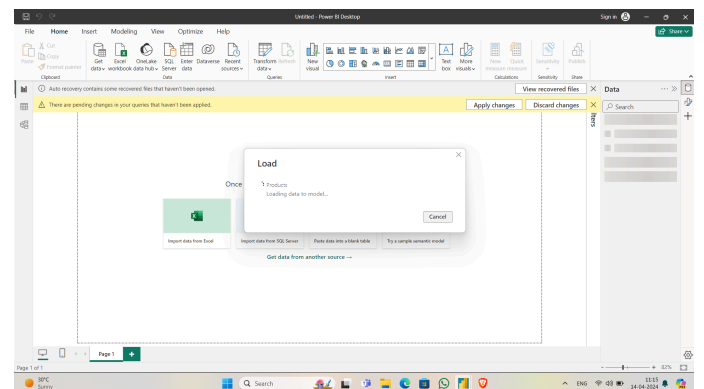 Untitled - Power BI Desktop
Sign in
File Home Insert Modeling View Optimize Help
Share
Paste
Cut
Copy
Format painter
Clipboard
Get data
Excel workbook
OneLake data hub
SQL Server
Enter data
Dataverse
Recent sources
Data
Transform data
Refresh
Queries
New visual
Text box
More visuals
Insert
New measure
Quick measure
Calculations
Sensitivity
Sensitivity
Publish
Share
Auto recovery contains some recovered files that haven't been opened.
View recovered files
There are pending changes in your queries that haven't been applied.
Apply changes
Discard changes
Data
Search
Once
Load
Products
Loading data to model...
Cancel
Import data from Excel
Import data from SQL Server
Paste data into a blank table
Try a sample semantic model
Get data from another source →
Page 1
Page 1 of 1
82%
30°C
Sunny
Search
ENG
11:15
14-04-2024